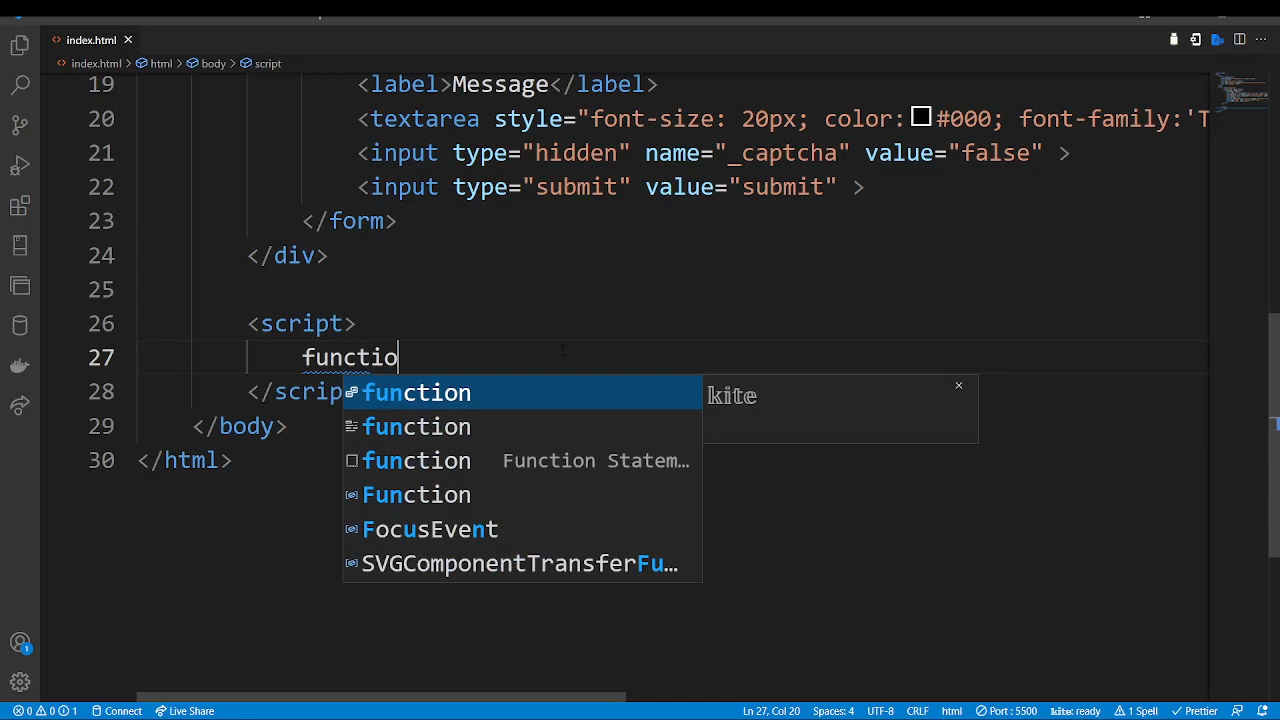 index.html
index.html html body script
19 <label>Message</label>
20 <textarea style="font-size: 20px; color: #000; font-family:'T
21 <input type="hidden" name="_captcha" value="false" >
22 <input type="submit" value="submit" >
23 </form>
24 </div>
25
26 <script>
27 functio
28 </scrip
function
kite
function
29 </body>
function Function Statem…
30 </html>
Function
FocusEvent
SVGComponentTransferFu…
1
0 0 1 Connect Live Share Ln 27, Col 20 Spaces: 4 UTF-8 CRLF html Port : 5500 kite: ready 1 Spell Prettier